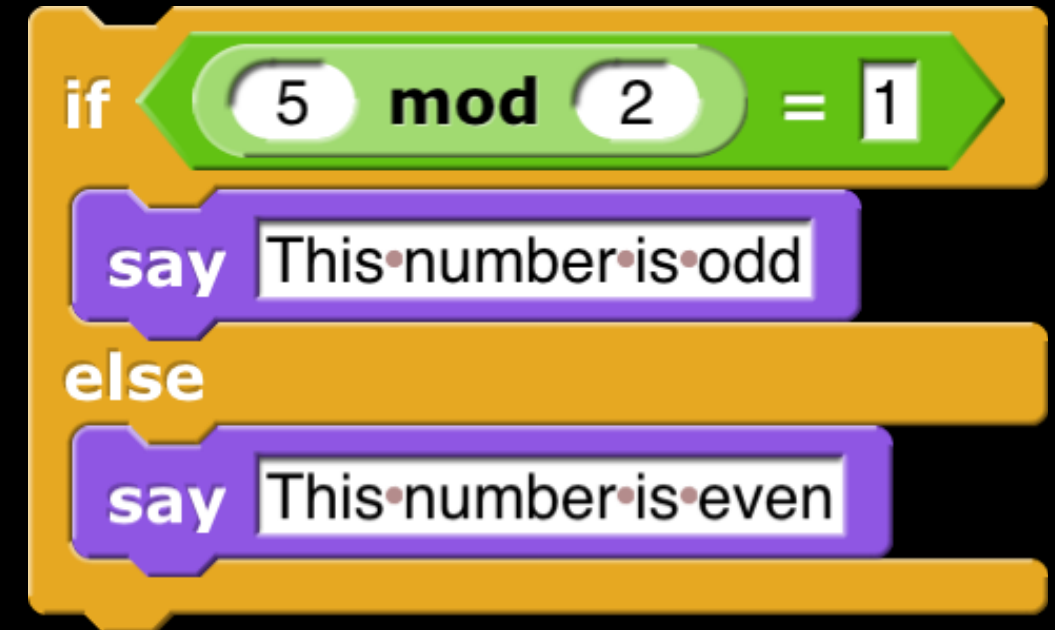 if 5 mod 2 = 1
say This·number·is·odd
else
say This·number·is·even